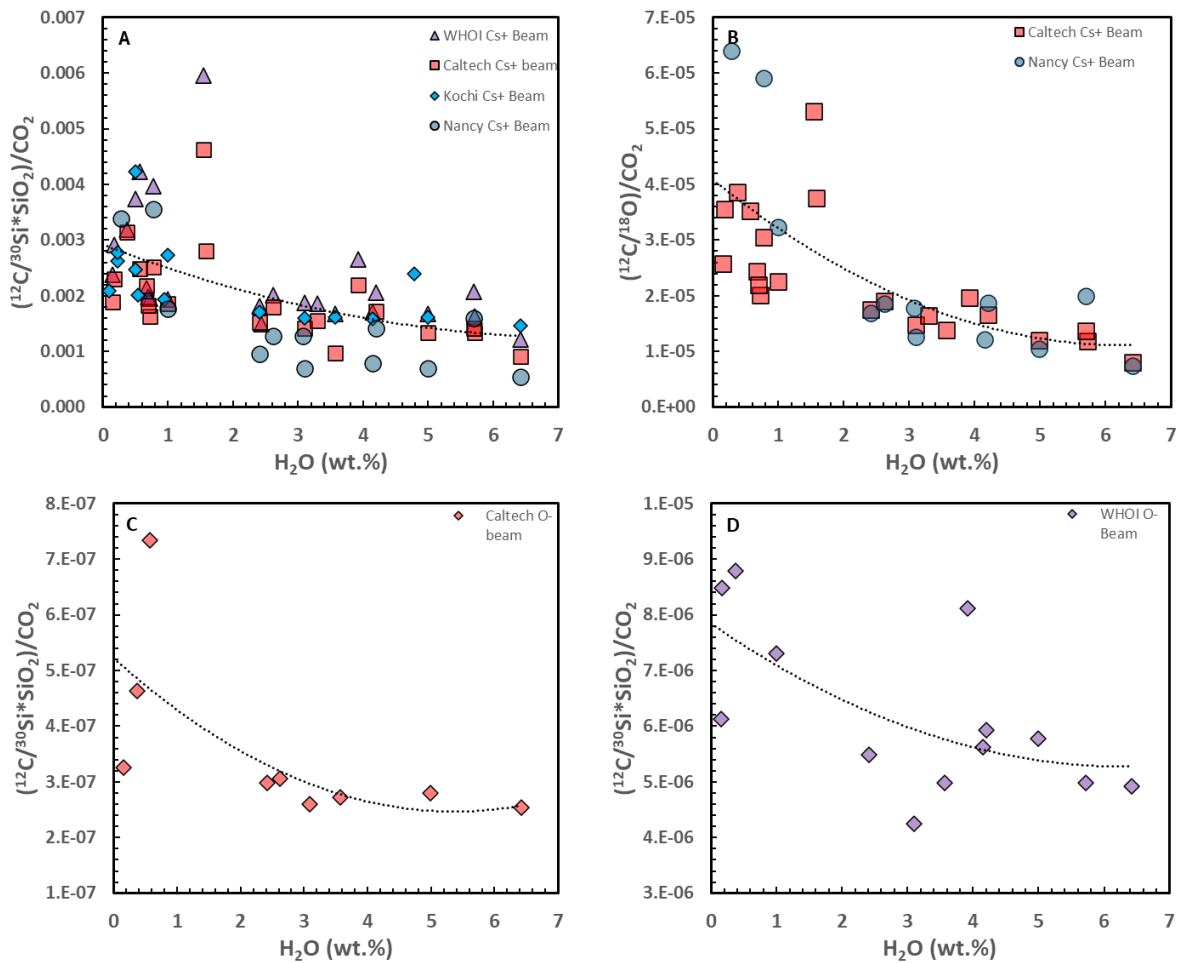 A
WHOI Cs+ Beam
Caltech Cs+ beam
Kochi Cs+ Beam
Nancy Cs+ Beam
0.007
0.006
0.005
0.004
0.003
0.002
0.001
0.000
(¹²C/³⁰Si*SiO₂)/CO₂
0 1 2 3 4 5 6 7
H₂O (wt.%)
B
Caltech Cs+ Beam
Nancy Cs+ Beam
7.E-05
6.E-05
5.E-05
4.E-05
3.E-05
2.E-05
1.E-05
0.E+00
(¹²C/¹⁸O)/CO₂
0 1 2 3 4 5 6 7
H₂O (wt.%)
C
Caltech O-
beam
8.E-07
7.E-07
6.E-07
5.E-07
4.E-07
3.E-07
2.E-07
1.E-07
(¹²C/³⁰Si*SiO₂)/CO₂
0 1 2 3 4 5 6 7
H₂O (wt.%)
D
WHOI O-
Beam
1.E-05
9.E-06
8.E-06
7.E-06
6.E-06
5.E-06
4.E-06
3.E-06
(¹²C/³⁰Si*SiO₂)/CO₂
0 1 2 3 4 5 6 7
H₂O (wt.%)